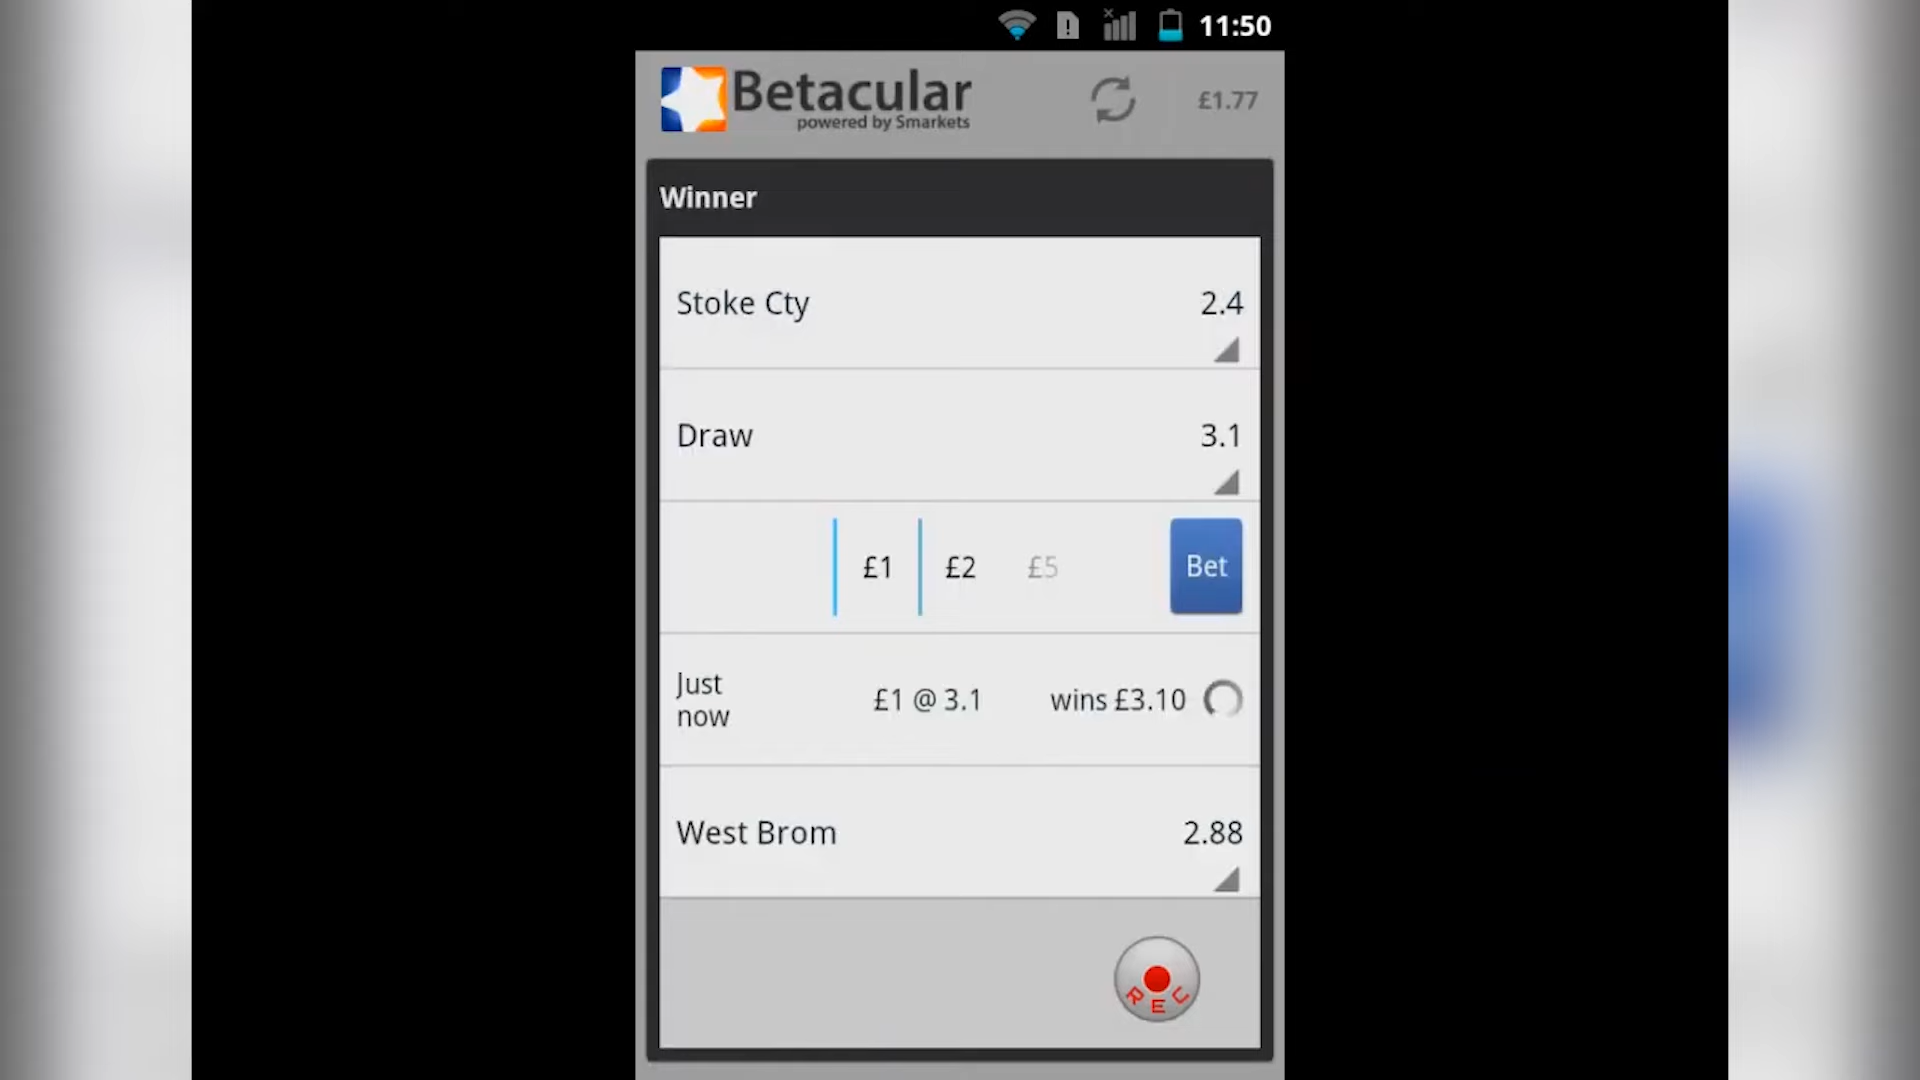 11:50
Betacular
powered by Smarkets
£1.77
Winner
Stoke Cty 2.4
Draw 3.1
£1 £2 £5 Bet
Just
now
£1 @ 3.1 wins £3.10
West Brom 2.88
REC